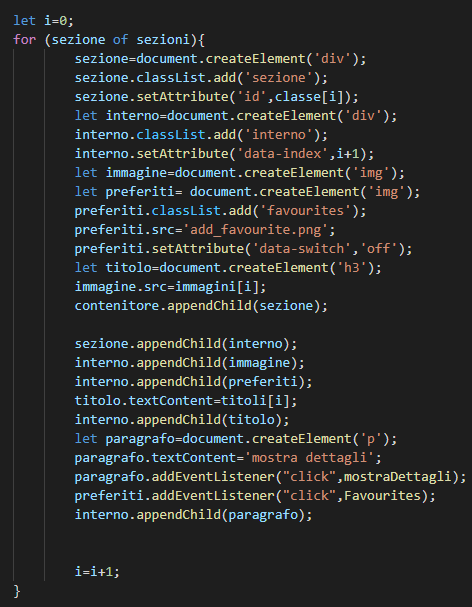 let i=0;
for (sezione of sezioni){
        sezione=document.createElement('div');
        sezione.classList.add('sezione');
        sezione.setAttribute('id',classe[i]);
        let interno=document.createElement('div');
        interno.classList.add('interno');
        interno.setAttribute('data-index',i+1);
        let immagine=document.createElement('img');
        let preferiti= document.createElement('img');
        preferiti.classList.add('favourites');
        preferiti.src='add_favourite.png';
        preferiti.setAttribute('data-switch','off');
        let titolo=document.createElement('h3');
        immagine.src=immagini[i];
        contenitore.appendChild(sezione);

        sezione.appendChild(interno);
        interno.appendChild(immagine);
        interno.appendChild(preferiti);
        titolo.textContent=titoli[i];
        interno.appendChild(titolo);
        let paragrafo=document.createElement('p');
        paragrafo.textContent='mostra dettagli';
        paragrafo.addEventListener("click",mostraDettagli);
        preferiti.addEventListener("click",Favourites);
        interno.appendChild(paragrafo);

        i=i+1;
}